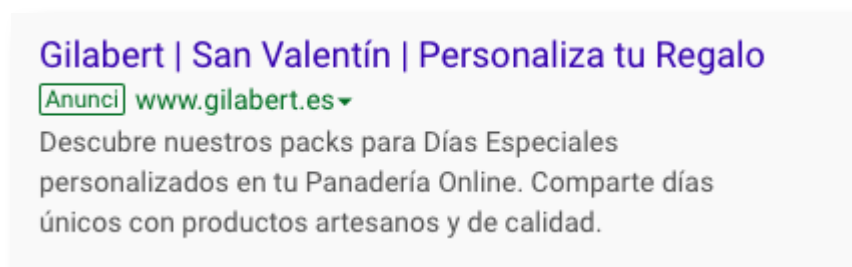 Gilabert | San Valentín | Personaliza tu Regalo
Anunci www.gilabert.es
Descubre nuestros packs para Días Especiales
personalizados en tu Panadería Online. Comparte días
únicos con productos artesanos y de calidad.